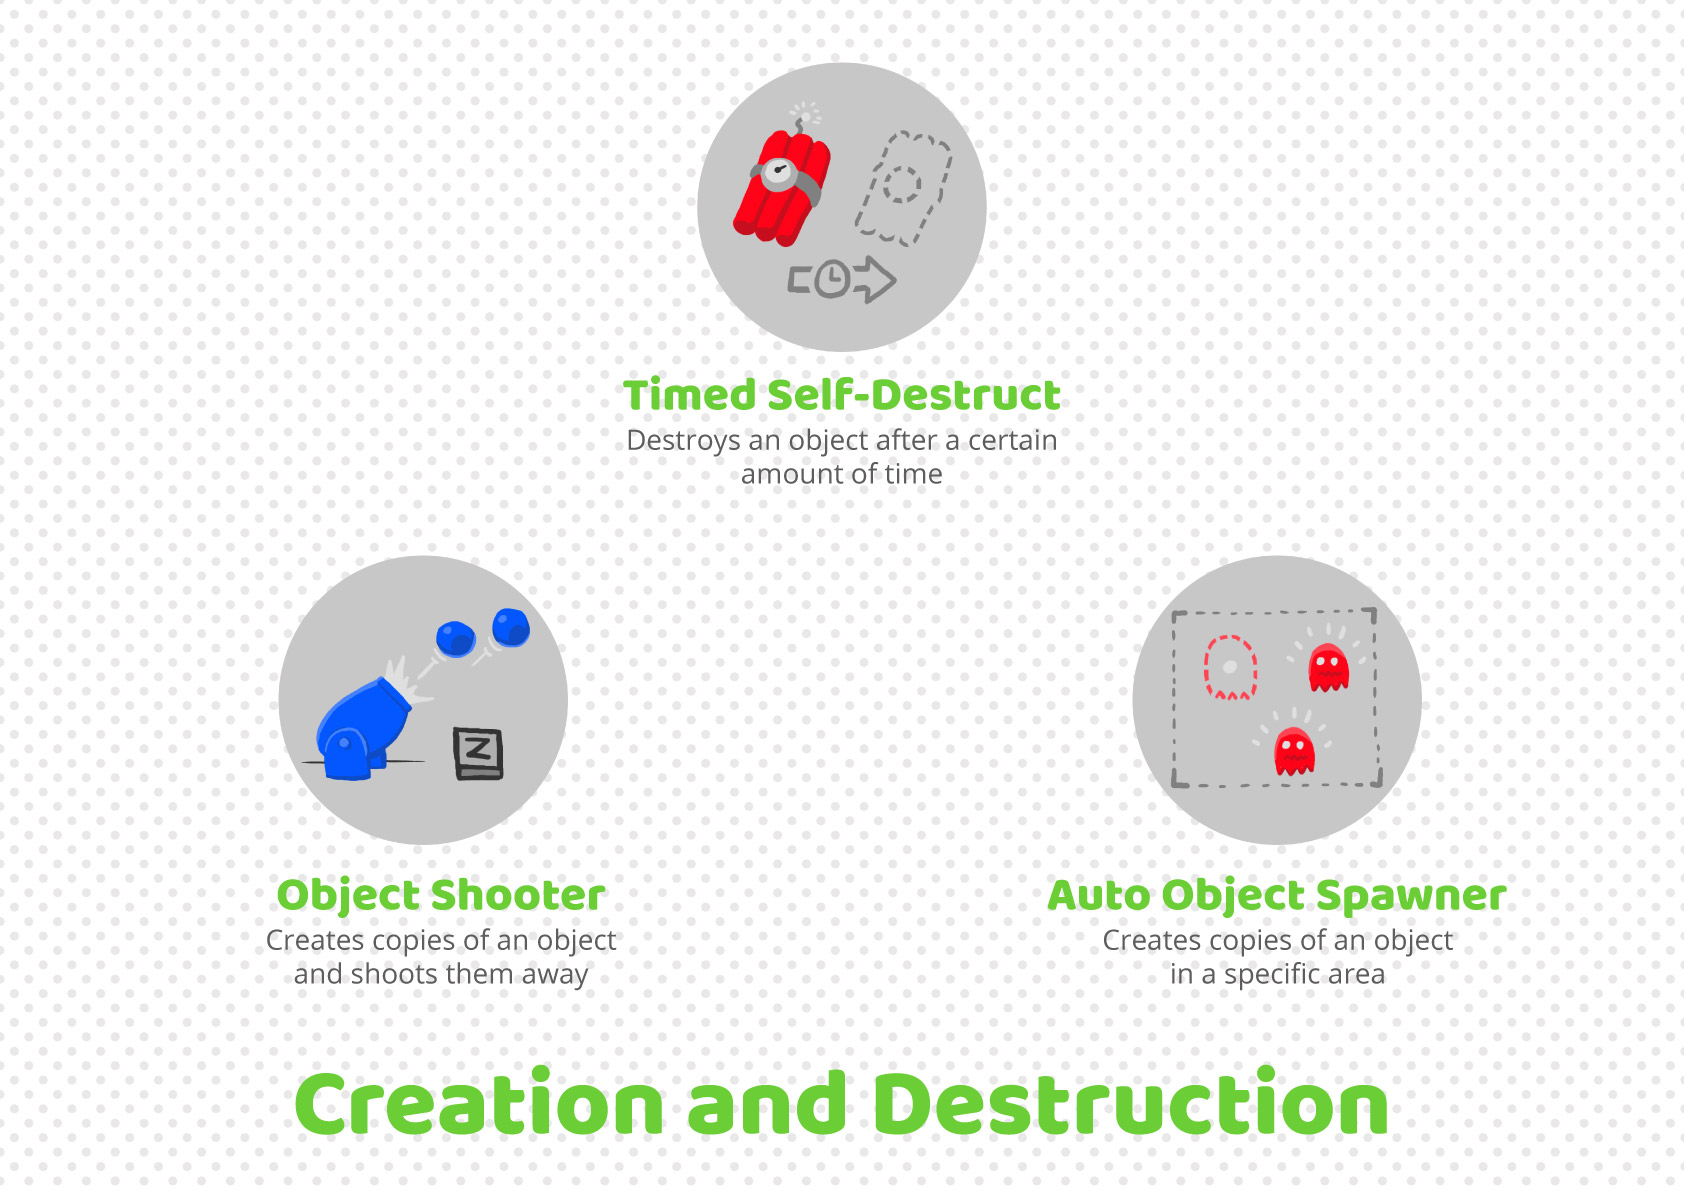 Timed Self-Destruct
Destroys an object after a certain
amount of time
Z
Object Shooter
Creates copies of an object
and shoots them away
Auto Object Spawner
Creates copies of an object
in a specific area
Creation and Destruction